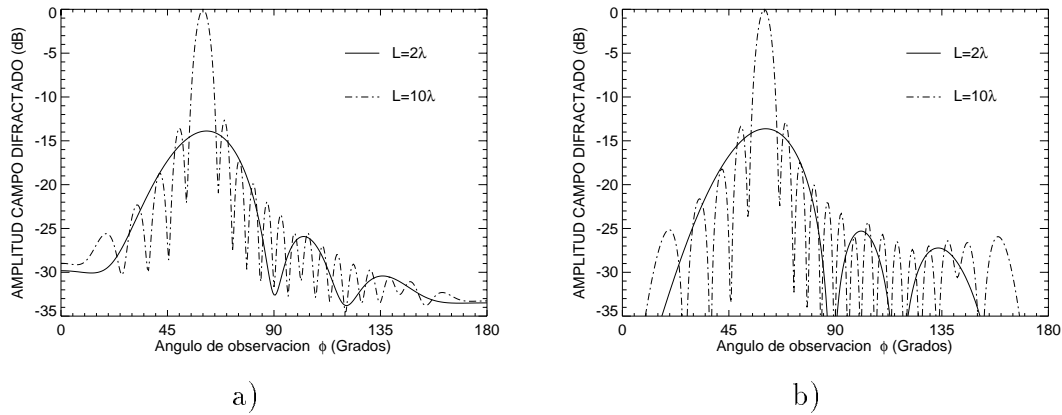 AMPLITUD CAMPO DIFRACTADO (dB)
0
-5
-10
-15
-20
-25
-30
-35
L=2λ
L=10λ
0 45 90 135 180
Angulo de observacion φ (Grados)
a)
AMPLITUD CAMPO DIFRACTADO (dB)
0
-5
-10
-15
-20
-25
-30
-35
L=2λ
L=10λ
0 45 90 135 180
Angulo de observacion φ (Grados)
b)